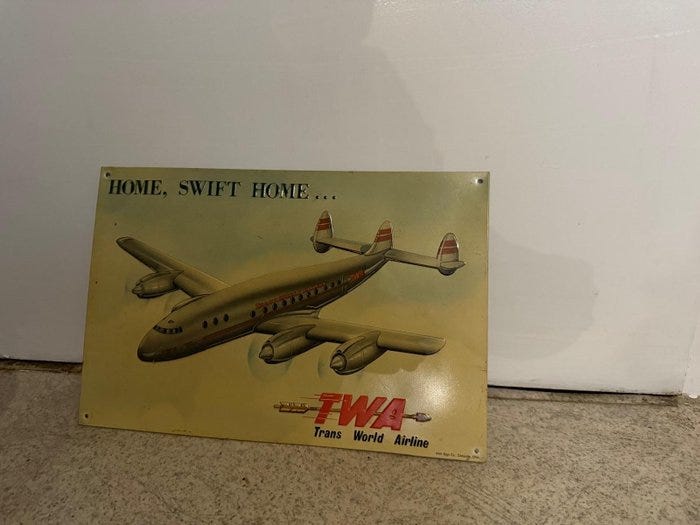 HOME, SWIFT HOME...
TWA
Trans World Airline